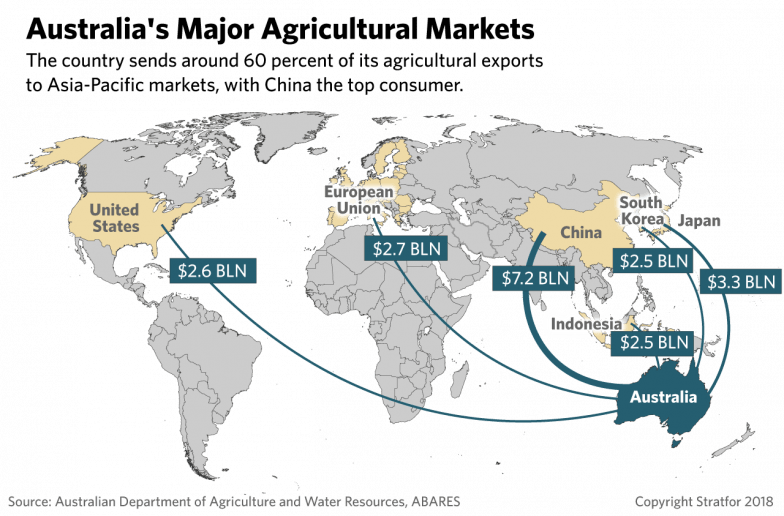 Australia's Major Agricultural Markets
The country sends around 60 percent of its agricultural exports
to Asia-Pacific markets, with China the top consumer.
United
States
European
Union
China
South
Korea
Japan
$2.6 BLN
$2.7 BLN
$7.2 BLN
$2.5 BLN
$3.3 BLN
Indonesia
$2.5 BLN
Australia
Source: Australian Department of Agriculture and Water Resources, ABARES
Copyright Stratfor 2018